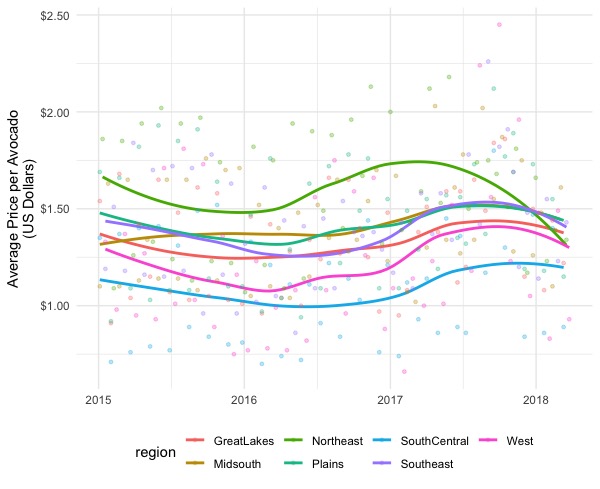 $2.50
$2.00
$1.50
$1.00
Average Price per Avocado
(US Dollars)
2015 2016 2017 2018
region
GreatLakes Northeast SouthCentral West
Midsouth Plains Southeast